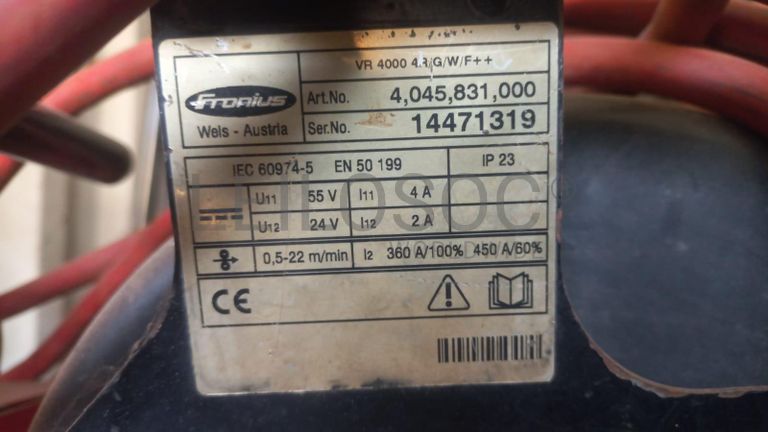 VR 4000 4R/G/W/F++
Fronius
Wels - Austria
Art.No. 4,045,831,000
Ser.No. 14471319
IEC 60974-5 EN 50 199 IP 23
U11 55 V I11 4 A
U12 24 V I12 2 A
0,5-22 m/min I2 360 A/100% 450 A/60%
CE